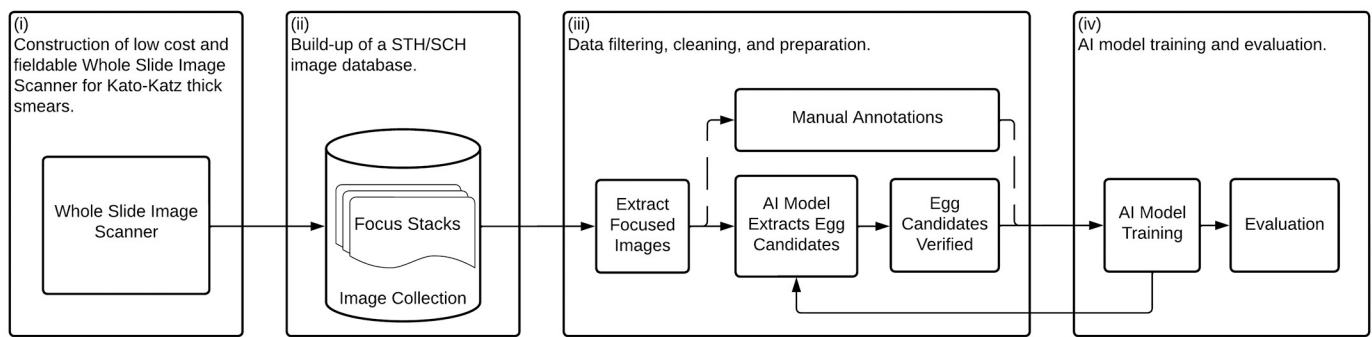 (i)
Construction of low cost and
fieldable Whole Slide Image
Scanner for Kato-Katz thick
smears.
Whole Slide Image
Scanner
(ii)
Build-up of a STH/SCH
image database.
Focus Stacks
Image Collection
(iii)
Data filtering, cleaning, and preparation.
Manual Annotations
Extract
Focused
Images
AI Model
Extracts Egg
Candidates
Egg
Candidates
Verified
(iv)
AI model training and evaluation.
AI Model
Training
Evaluation